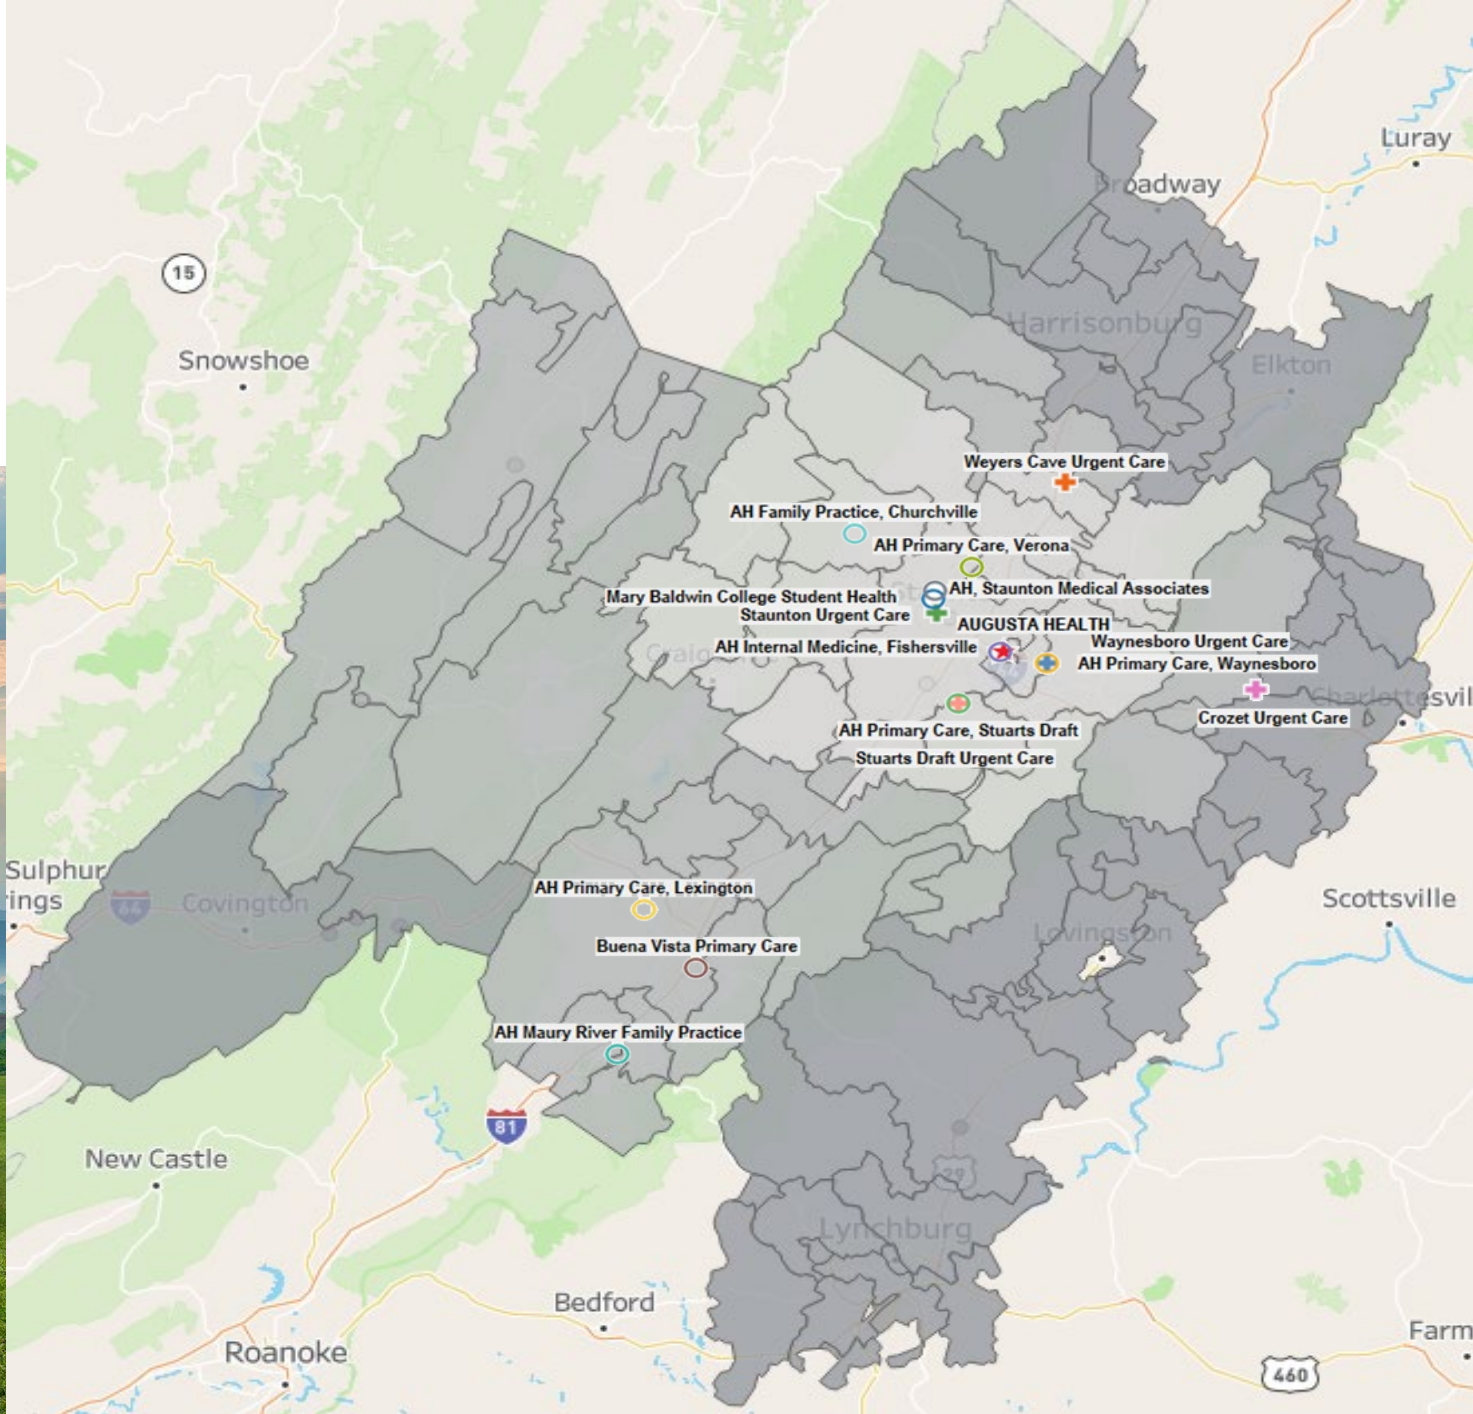 Luray
Broadway
15
Harrisonburg
Snowshoe
Elkton
Weyers Cave Urgent Care
AH Family Practice, Churchville
AH Primary Care, Verona
AH, Staunton Medical Associates
Mary Baldwin College Student Health
Staunton Urgent Care
AUGUSTA HEALTH
Waynesboro Urgent Care
AH Internal Medicine, Fishersville
AH Primary Care, Waynesboro
Charlottesvil
Crozet Urgent Care
AH Primary Care, Stuarts Draft
Stuarts Draft Urgent Care
Sulphur
rings
64
Covington
AH Primary Care, Lexington
Scottsville
Lovingston
Buena Vista Primary Care
AH Maury River Family Practice
81
New Castle
29
Lynchburg
Bedford
Roanoke
Farm
460